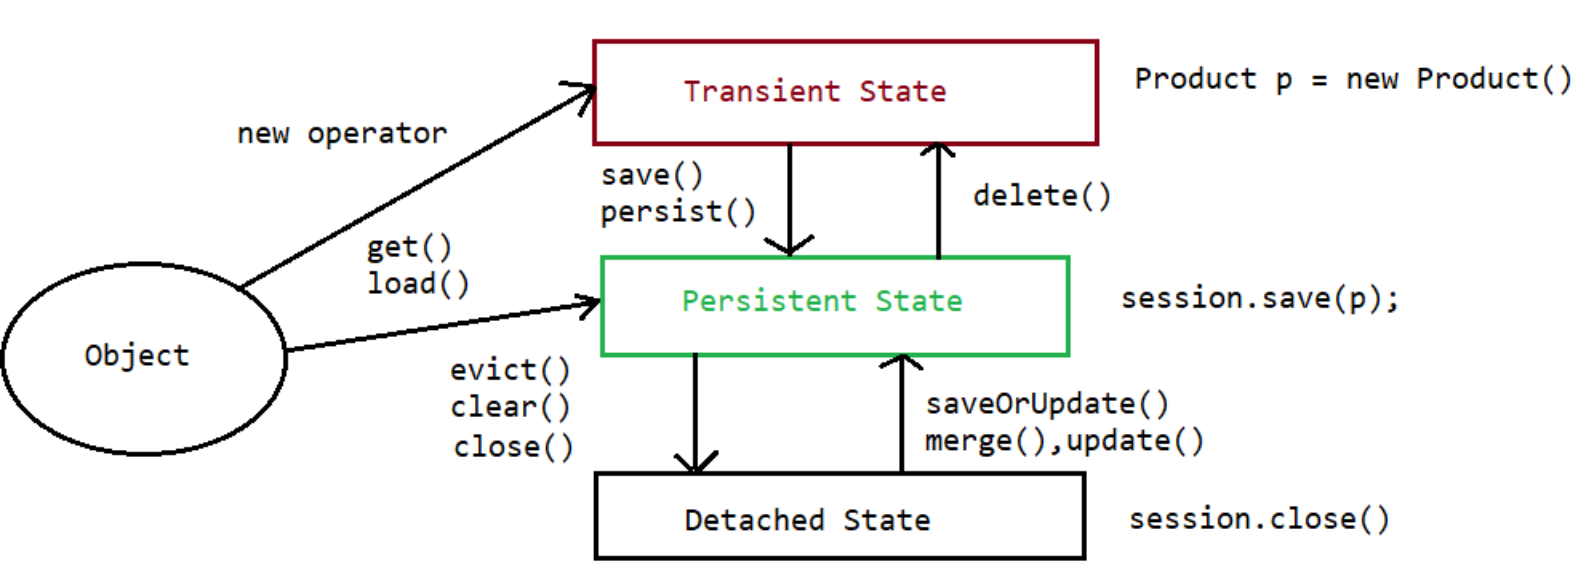 Transient State
Product p = new Product()
new operator
save()
persist()
delete()
get()
load()
Persistent State
session.save(p);
Object
evict()
clear()
close()
saveOrUpdate()
merge(),update()
Detached State
session.close()